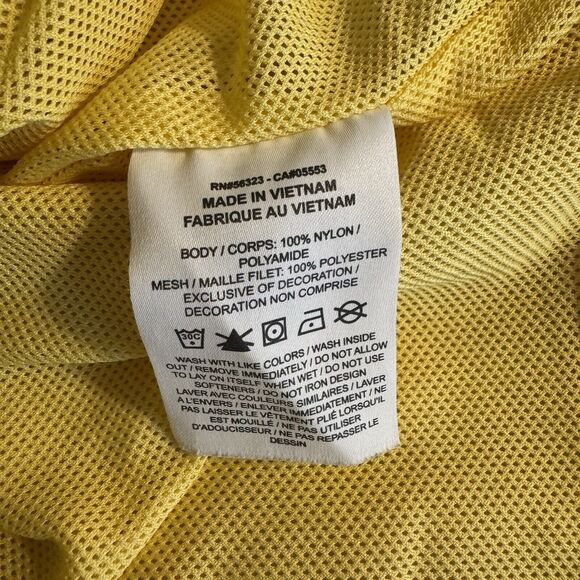 RN#56323 - CA#05553
MADE IN VIETNAM
FABRIQUE AU VIETNAM
BODY / CORPS: 100% NYLON /
POLYAMIDE
MESH / MAILLE FILET: 100% POLYESTER
EXCLUSIVE OF DECORATION /
DECORATION NON COMPRISE
30C
WASH WITH LIKE COLORS / WASH INSIDE
OUT / REMOVE IMMEDIATELY / DO NOT ALLOW
TO LAY ON ITSELF WHEN WET / DO NOT USE
SOFTENERS / DO NOT IRON DESIGN
LAVER AVEC COULEURS SIMILAIRES / LAVER
A L'ENVERS / ENLEVER IMMEDIATEMENT / NE
PAS LAISSER LE VÊTEMENT PLIÉ LORSQU'IL
EST MOUILLÉ / NE PAS UTILISER
D'ADOUCISSEUR / NE PAS REPASSER LE
DESSIN